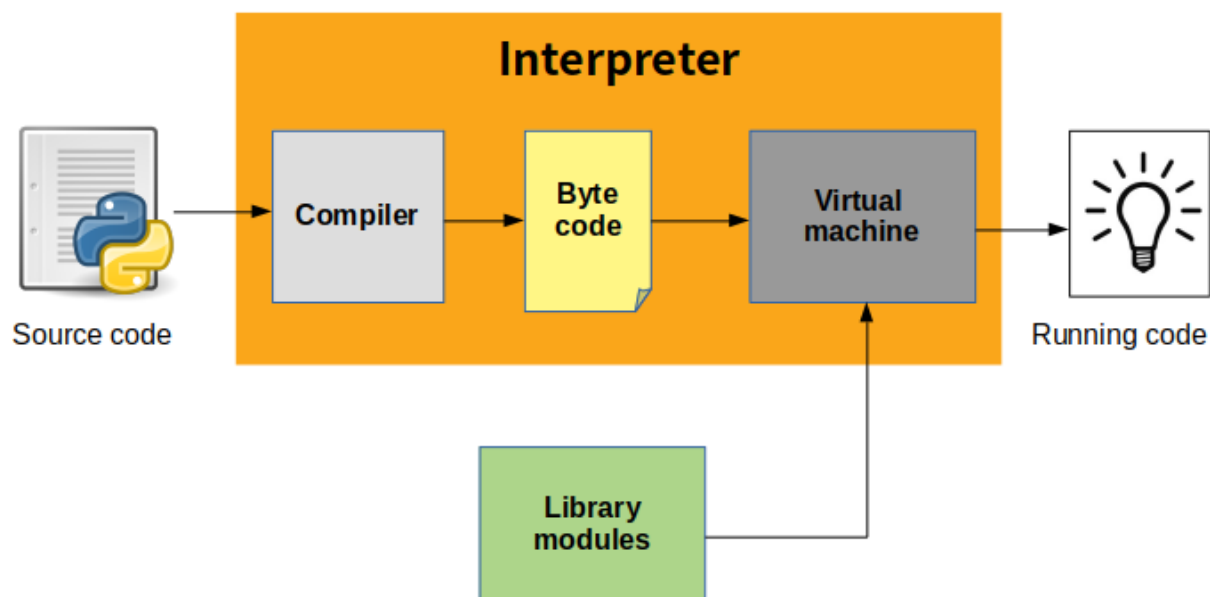 Interpreter
Source code
Compiler
Byte
code
Virtual
machine
Running code
Library
modules